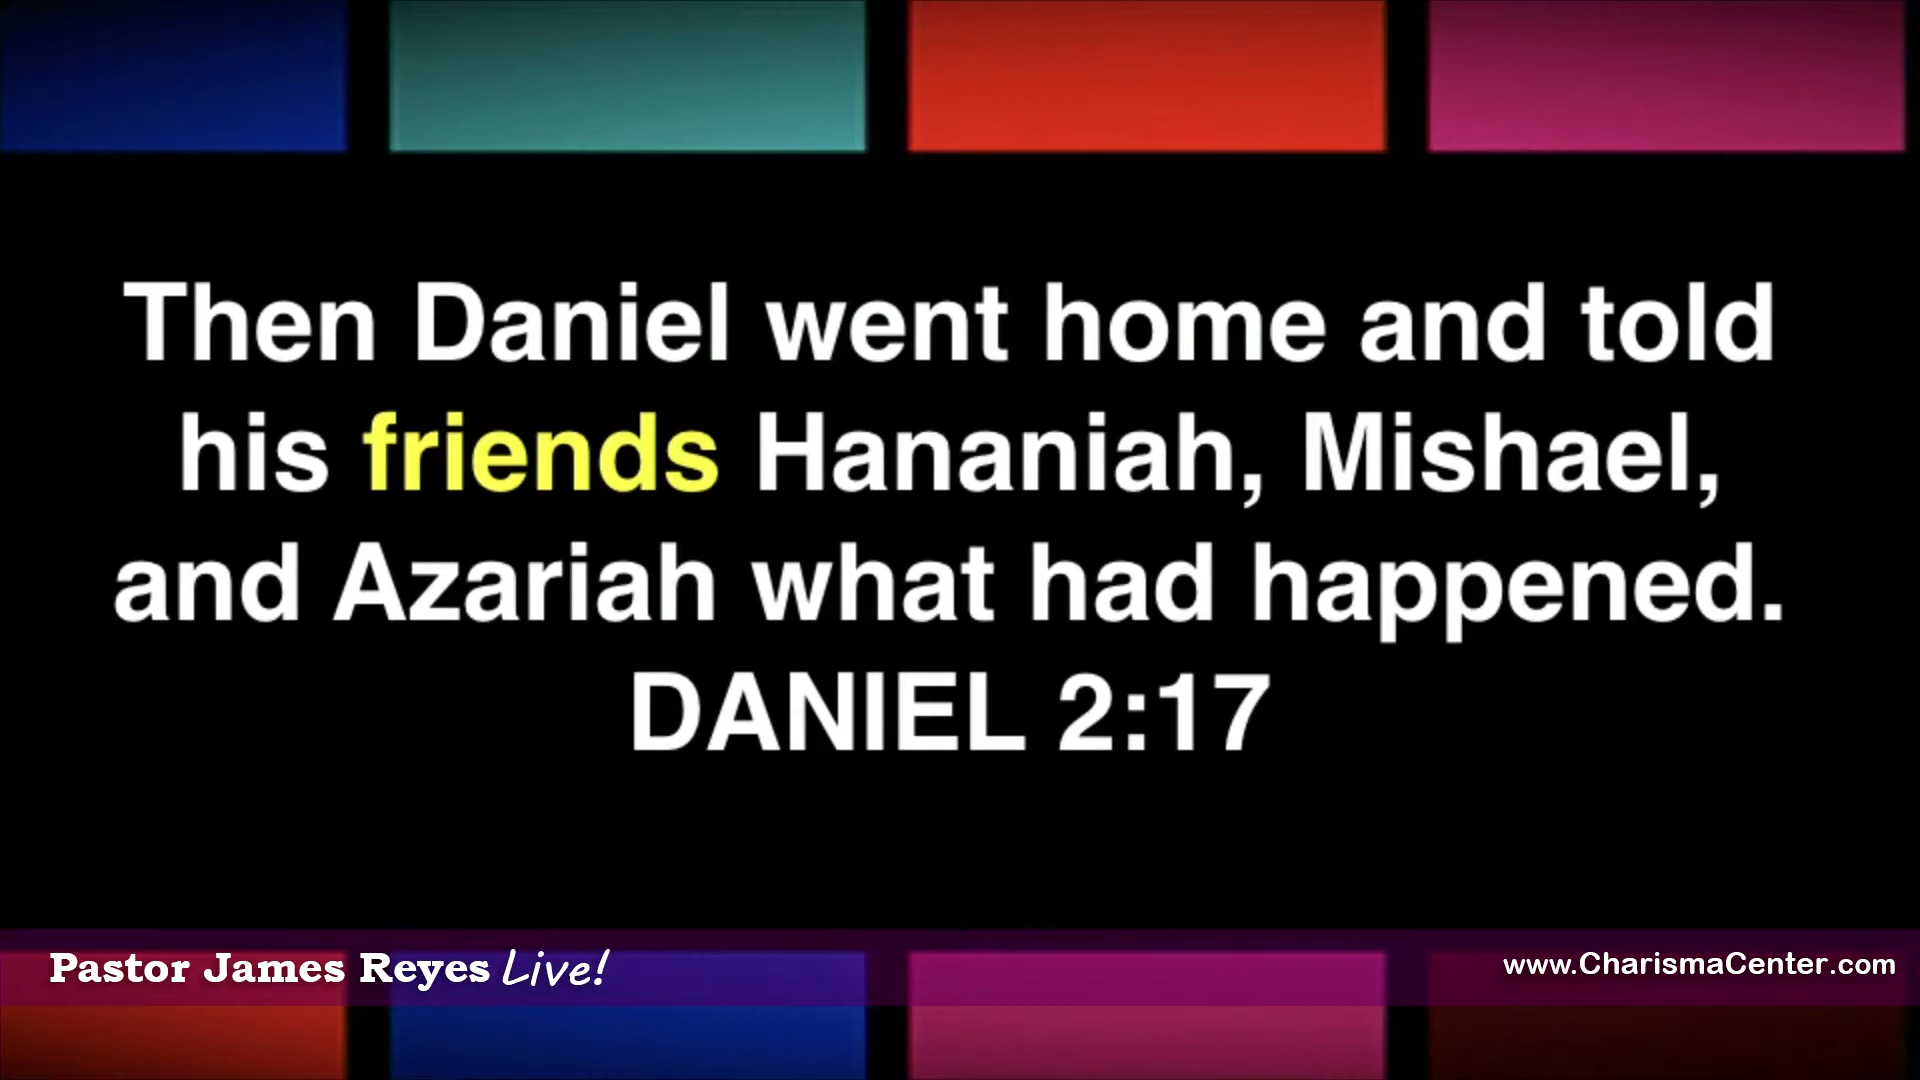 Then Daniel went home and told
his friends Hananiah, Mishael,
and Azariah what had happened.
DANIEL 2:17
Pastor James Reyes Live!
www.CharismaCenter.com